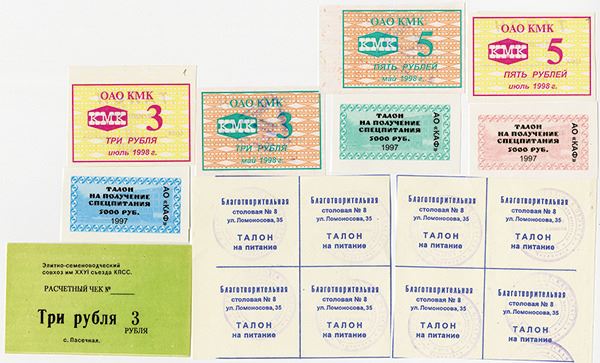 ОАО КМК
КМК 5
ПЯТЬ РУБЛЕЙ
май 1998 г.
ОАО КМК
КМК 5
ПЯТЬ РУБЛЕЙ
июль 1998 г.
1
ОАО КМК
КМК 3
ТРИ РУБЛЯ
июль 1998 г.
ОАО КМК
КМК 3
ТРИ РУБЛЯ
май 1998 г.
ТАЛОН
НА ПОЛУЧЕНИЕ
СПЕЦПИТАНИЯ
5000 РУБ.
1997
АО «КАФ»
ТАЛОН
НА ПОЛУЧЕНИЕ
СПЕЦПИТАНИЯ
5000 РУБ.
1997
АО «КАФ»
ТАЛОН
НА ПОЛУЧЕНИЕ
СПЕЦПИТАНИЯ
5000 РУБ.
1997
АО «КАФ»
Благотворительная
столовая № 8
ул. Ломоносова, 35
ТАЛОН
на питание
Благотворительная
столовая № 8
ул. Ломоносова, 35
ТАЛОН
на питание
Благотворительная
столовая № 8
ул. Ломоносова, 35
ТАЛОН
на питание
Благотворительная
столовая № 8
ул. Ломоносова, 35
ТАЛОН
на питание
Благотворительная
столовая № 8
ул. Ломоносова, 35
ТАЛОН
на питание
Благотворительная
столовая № 8
ул. Ломоносова, 35
ТАЛОН
на питание
Благотворительная
столовая № 8
ул. Ломоносова, 35
ТАЛОН
на питание
Благотворительная
столовая № 8
ул. Ломоносова, 35
ТАЛОН
на питание
Элитно-семеноводческий
совхоз им XXVI съезда КПСС.
РАСЧЕТНЫЙ ЧЕК №
Три рубля 3
РУБЛЯ
с. Пасечная.